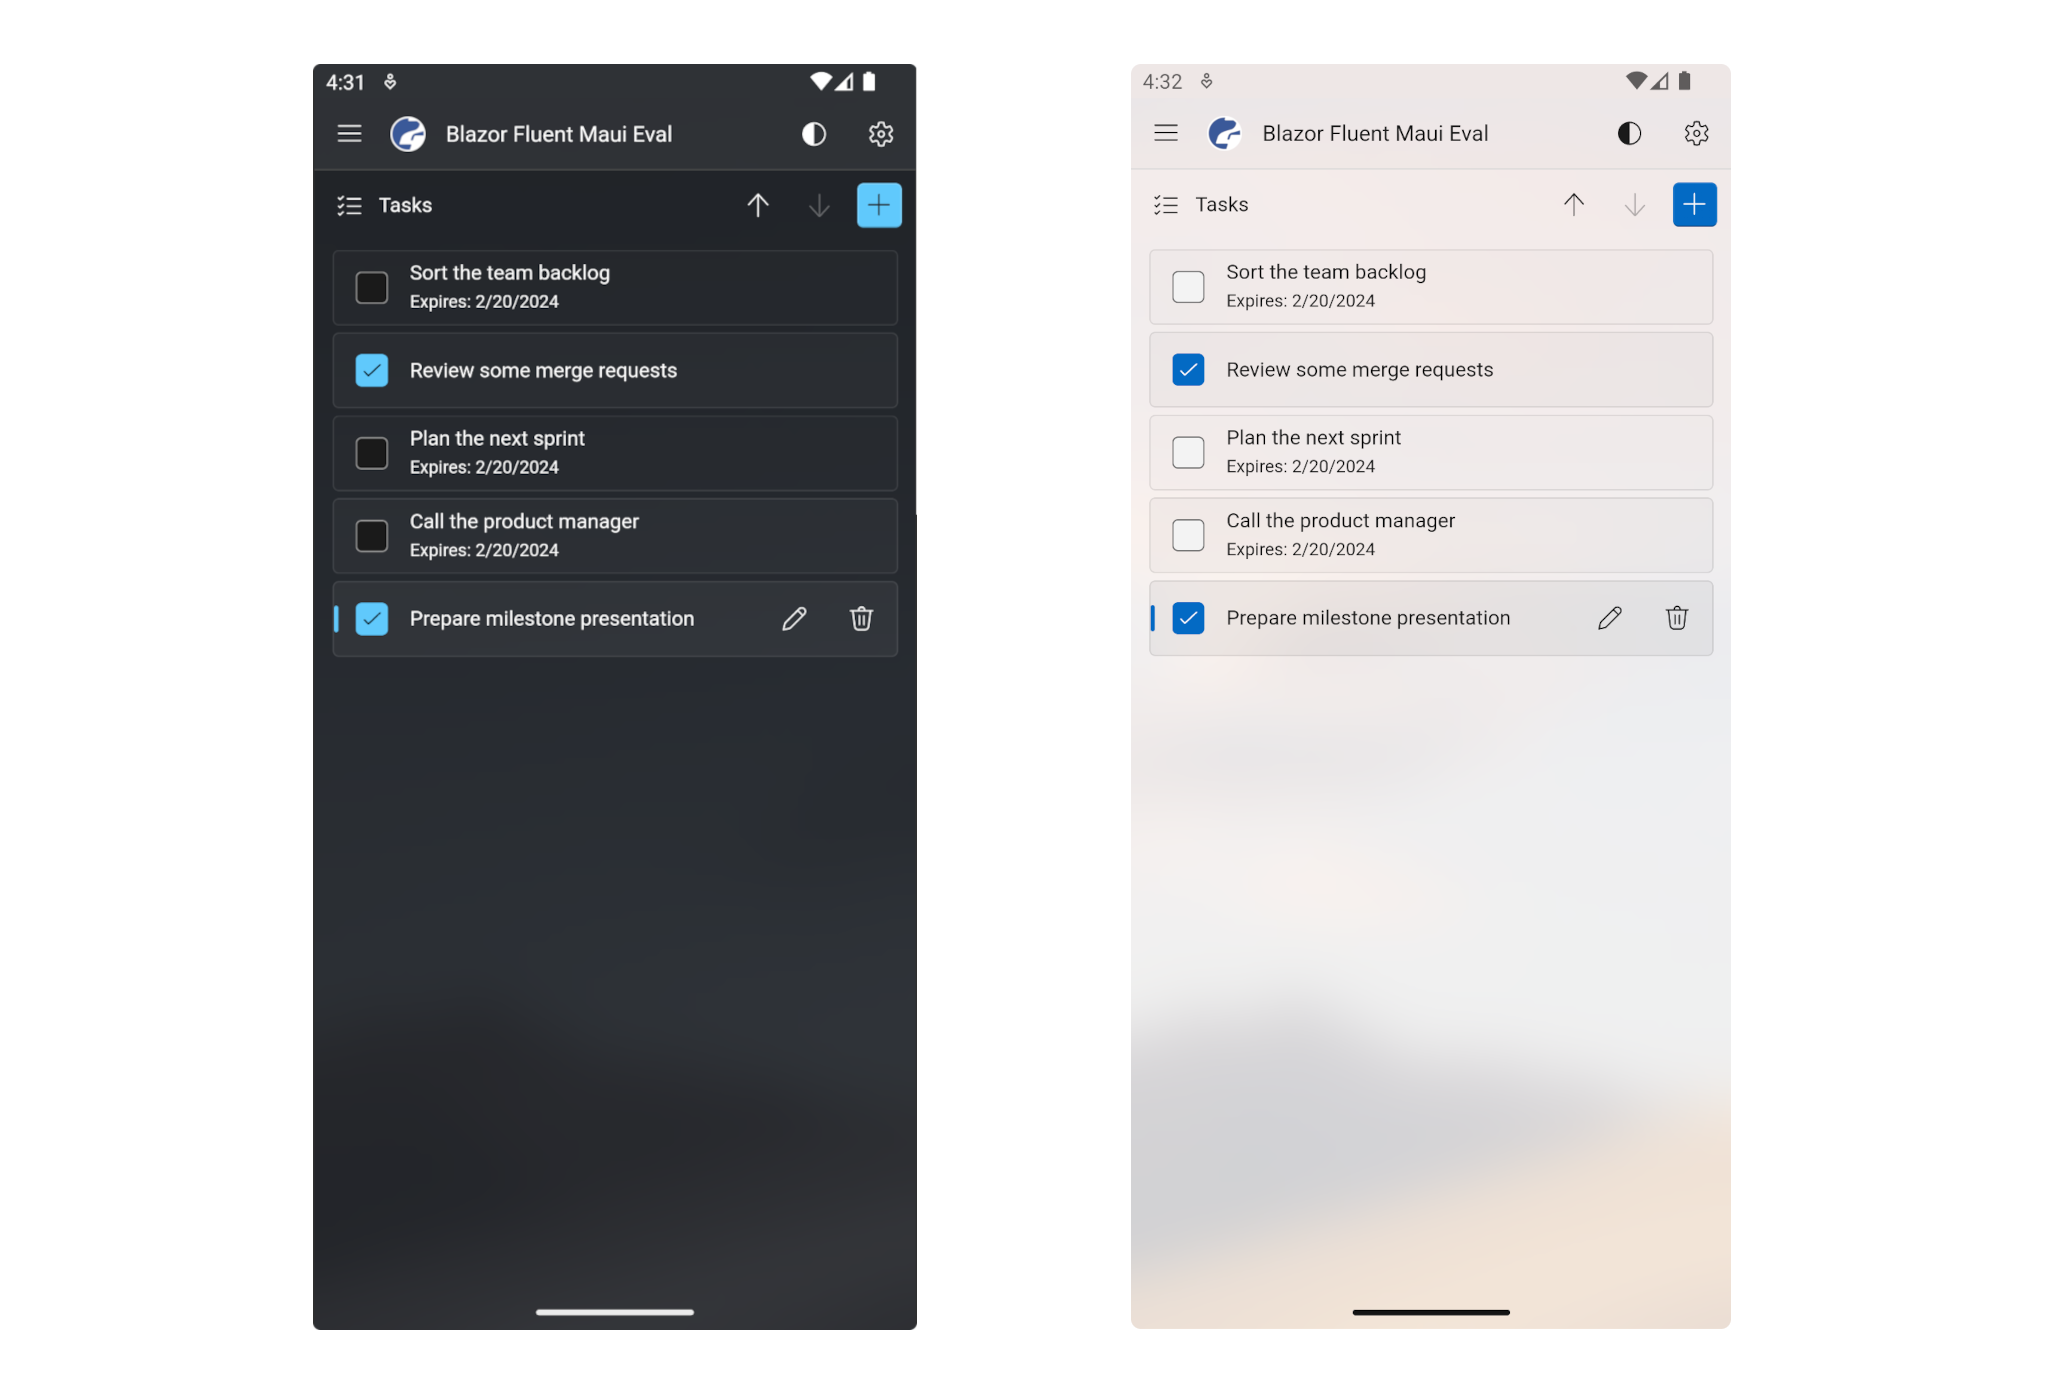 4:31
Blazor Fluent Maui Eval
Tasks
Sort the team backlog
Expires: 2/20/2024
Review some merge requests
Plan the next sprint
Expires: 2/20/2024
Call the product manager
Expires: 2/20/2024
Prepare milestone presentation
4:32
Blazor Fluent Maui Eval
Tasks
Sort the team backlog
Expires: 2/20/2024
Review some merge requests
Plan the next sprint
Expires: 2/20/2024
Call the product manager
Expires: 2/20/2024
Prepare milestone presentation